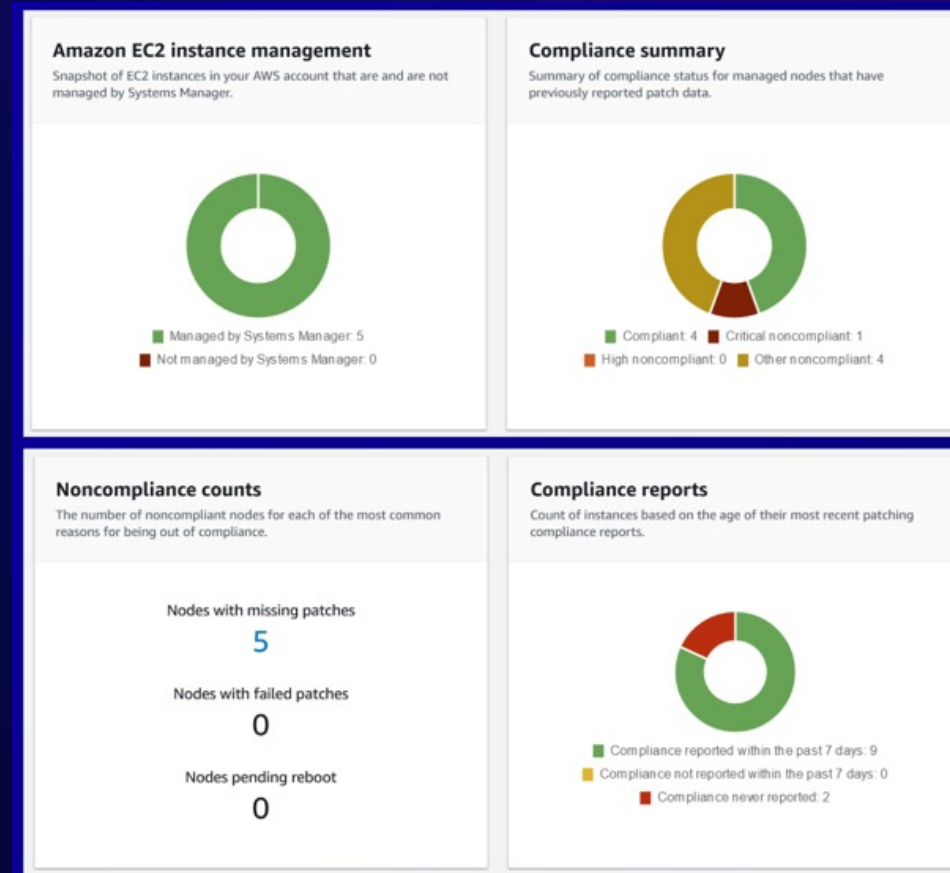 Amazon EC2 instance management
Snapshot of EC2 instances in your AWS account that are and are not
managed by Systems Manager.
Managed by Systems Manager: 5
Not managed by Systems Manager: 0
Compliance summary
Summary of compliance status for managed nodes that have
previously reported patch data.
Compliant: 4 Critical noncompliant: 1
High noncompliant: 0 Other noncompliant: 4
Noncompliance counts
The number of noncompliant nodes for each of the most common
reasons for being out of compliance.
Nodes with missing patches
5
Nodes with failed patches
0
Nodes pending reboot
0
Compliance reports
Count of instances based on the age of their most recent patching
compliance reports.
Compliance reported within the past 7 days: 9
Compliance not reported within the past 7 days: 0
Compliance never reported: 2